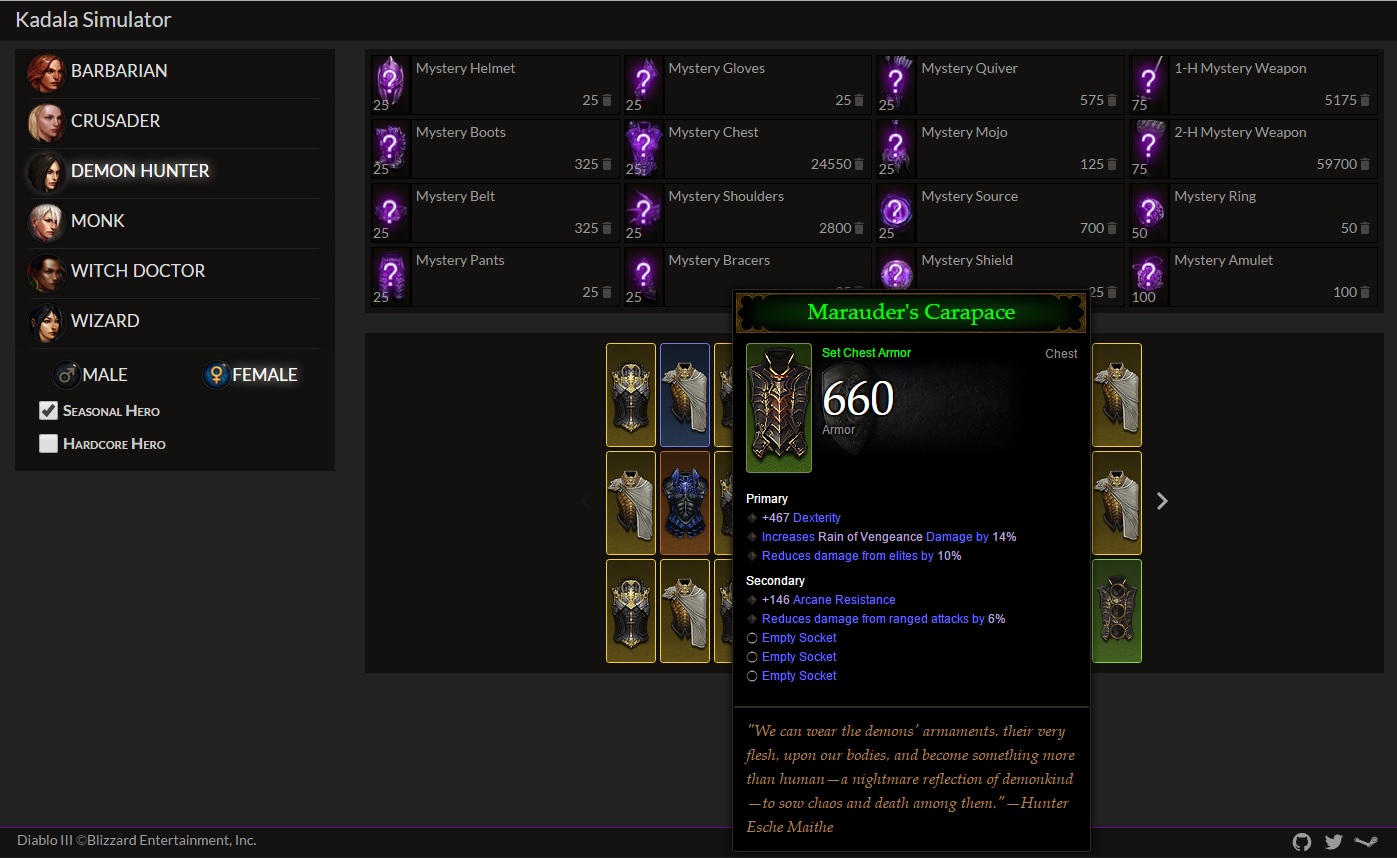 Kadala Simulator
BARBARIAN
CRUSADER
DEMON HUNTER
MONK
WITCH DOCTOR
WIZARD
MALE
FEMALE
Seasonal Hero
Hardcore Hero
25
Mystery Helmet
25
25
Mystery Gloves
25
25
Mystery Quiver
575
75
1-H Mystery Weapon
5175
25
Mystery Boots
325
25
Mystery Chest
24550
25
Mystery Mojo
125
75
2-H Mystery Weapon
59700
25
Mystery Belt
325
25
Mystery Shoulders
2800
25
Mystery Source
700
50
Mystery Ring
50
25
Mystery Pants
25
25
Mystery Bracers
Mystery Shield
25
100
Mystery Amulet
100
Marauder's Carapace
Set Chest Armor
Chest
660
Armor
Primary
+467 Dexterity
Increases Rain of Vengeance Damage by 14%
Reduces damage from elites by 10%
Secondary
+146 Arcane Resistance
Reduces damage from ranged attacks by 6%
Empty Socket
Empty Socket
Empty Socket
"We can wear the demons' armaments, their very
flesh, upon our bodies, and become something more
than human—a nightmare reflection of demonkind
—to sow chaos and death among them." —Hunter
Esche Maithe
Diablo III ©Blizzard Entertainment, Inc.